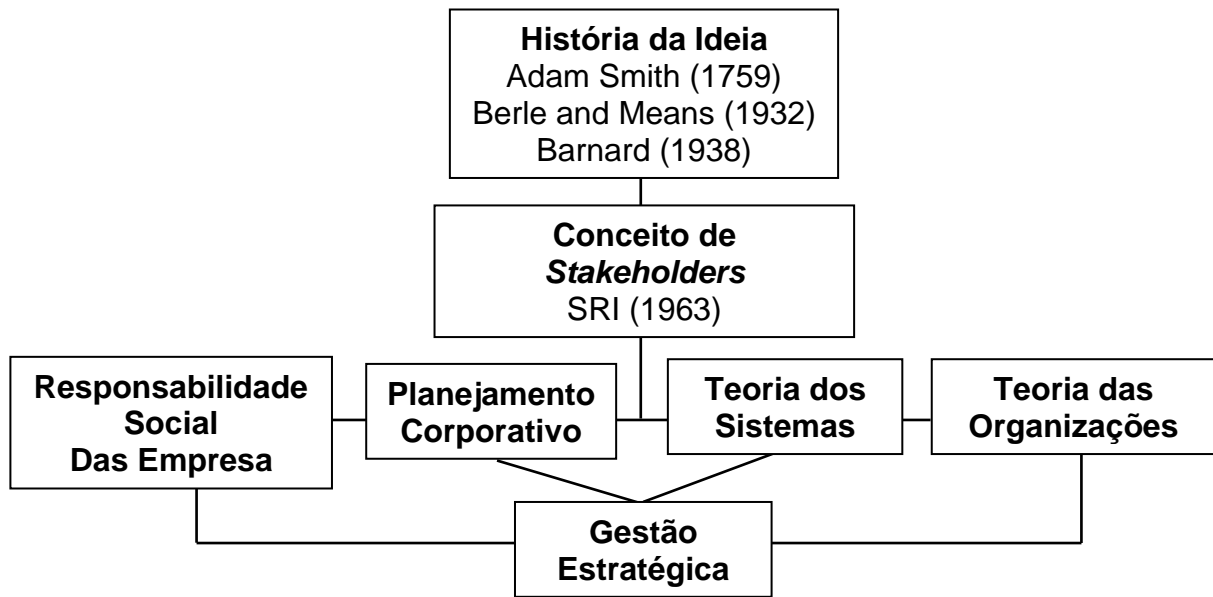 História da Ideia
Adam Smith (1759)
Berle and Means (1932)
Barnard (1938)
Conceito de
Stakeholders
SRI (1963)
Responsabilidade
Social
Das Empresa
Planejamento
Corporativo
Teoria dos
Sistemas
Teoria das
Organizações
Gestão
Estratégica